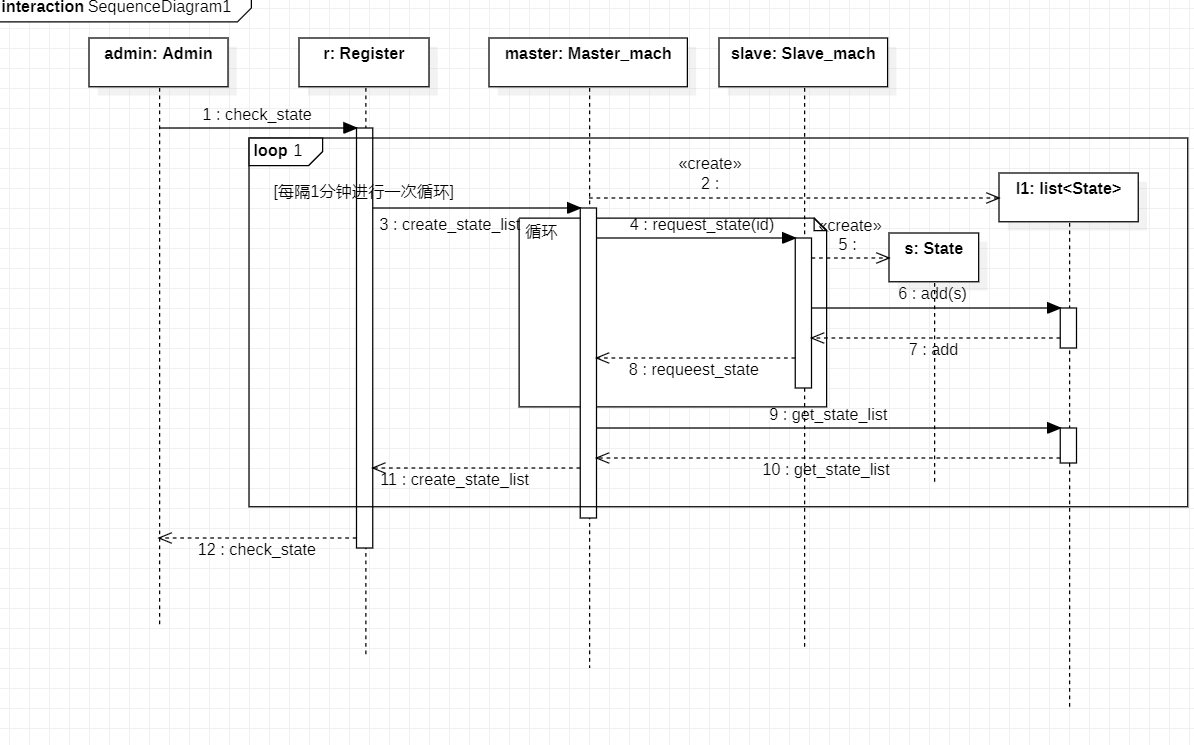 interaction SequenceDiagram1
admin: Admin
r: Register
master: Master_mach
slave: Slave_mach
1 : check_state
loop 1
[每隔1分钟进行一次循环]
«create»
2 :
l1: list<State>
3 : create_state_list
循环
4 : request_state(id)
«create»
5 :
s: State
6 : add(s)
7 : add
8 : requeest_state
9 : get_state_list
10 : get_state_list
11 : create_state_list
12 : check_state